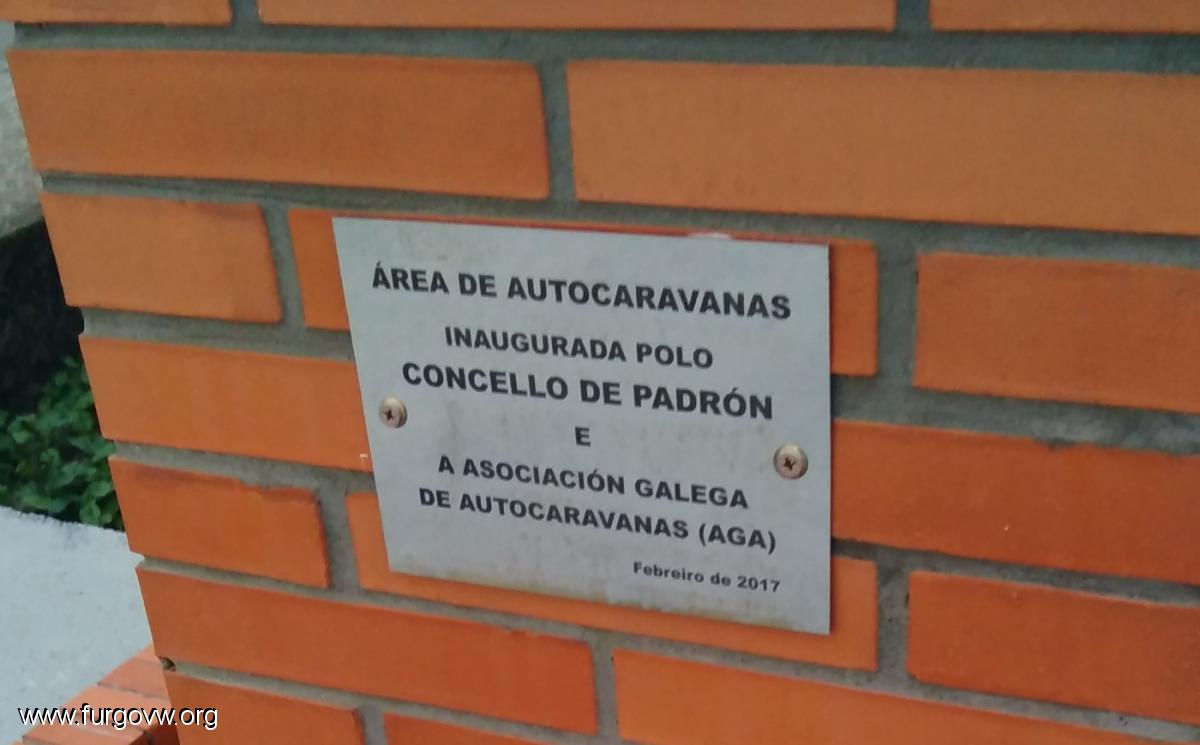 ÁREA DE AUTOCARAVANAS
INAUGURADA POLO
CONCELLO DE PADRÓN
E
A ASOCIACIÓN GALEGA
DE AUTOCARAVANAS (AGA)
Febreiro de 2017
www.furgovw.org